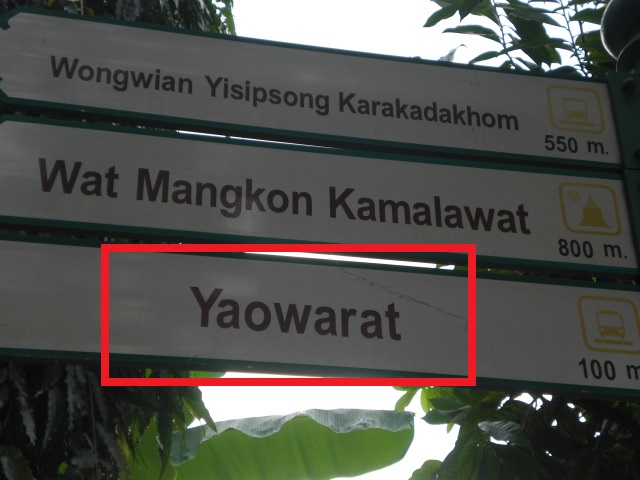 Wongwian Yisipsong Karakadakhom
550 m.
Wat Mangkon Kamalawat
800 m.
Yaowarat
100 m